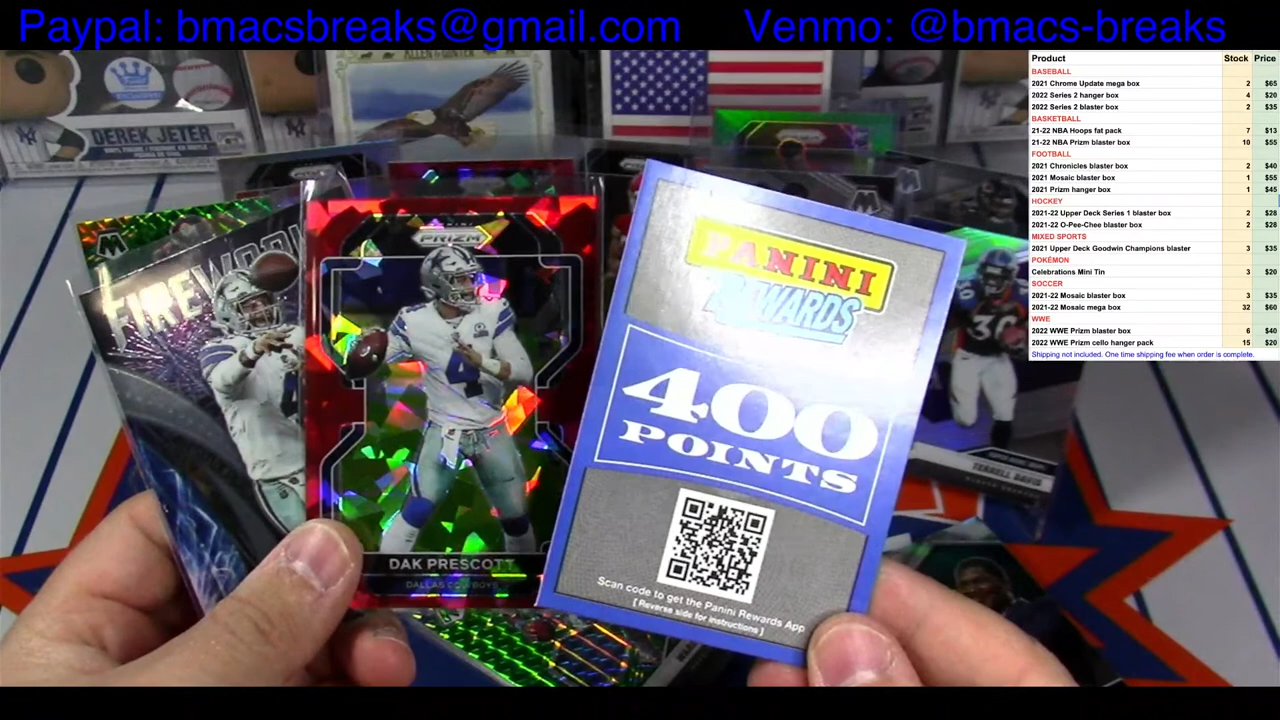 Paypal: bmacsbreaks@gmail.com
Venmo: @bmacs-breaks
Product Stock Price
BASEBALL
2021 Chrome Update mega box 2 $65
2022 Series 2 hanger box 4 $20
2022 Series 2 blaster box 2 $35
BASKETBALL
21-22 NBA Hoops fat pack 7 $13
21-22 NBA Prizm blaster box 10 $55
FOOTBALL
2021 Chronicles blaster box 2 $40
2021 Mosaic blaster box 1 $55
2021 Prizm hanger box 1 $45
HOCKEY
2021-22 Upper Deck Series 1 blaster box 2 $28
2021-22 O-Pee-Chee blaster box 2 $28
MIXED SPORTS
2021 Upper Deck Goodwin Champions blaster 3 $35
POKÉMON
Celebrations Mini Tin 3 $20
SOCCER
2021-22 Mosaic blaster box 3 $35
2021-22 Mosaic mega box 32 $60
WWE
2022 WWE Prizm blaster box 6 $40
2022 WWE Prizm cello hanger pack 15 $20
Shipping not included. One time shipping fee when order is complete.
ALLEN & GINTER
DEREK JETER
PANINI
PRIZM
4
DAK PRESCOTT
DALLAS COWBOYS
PANINI
REWARDS
400
POINTS
Scan code to get the Panini Rewards App
[ Reverse side for instructions ]
30
TERRELL DAVIS